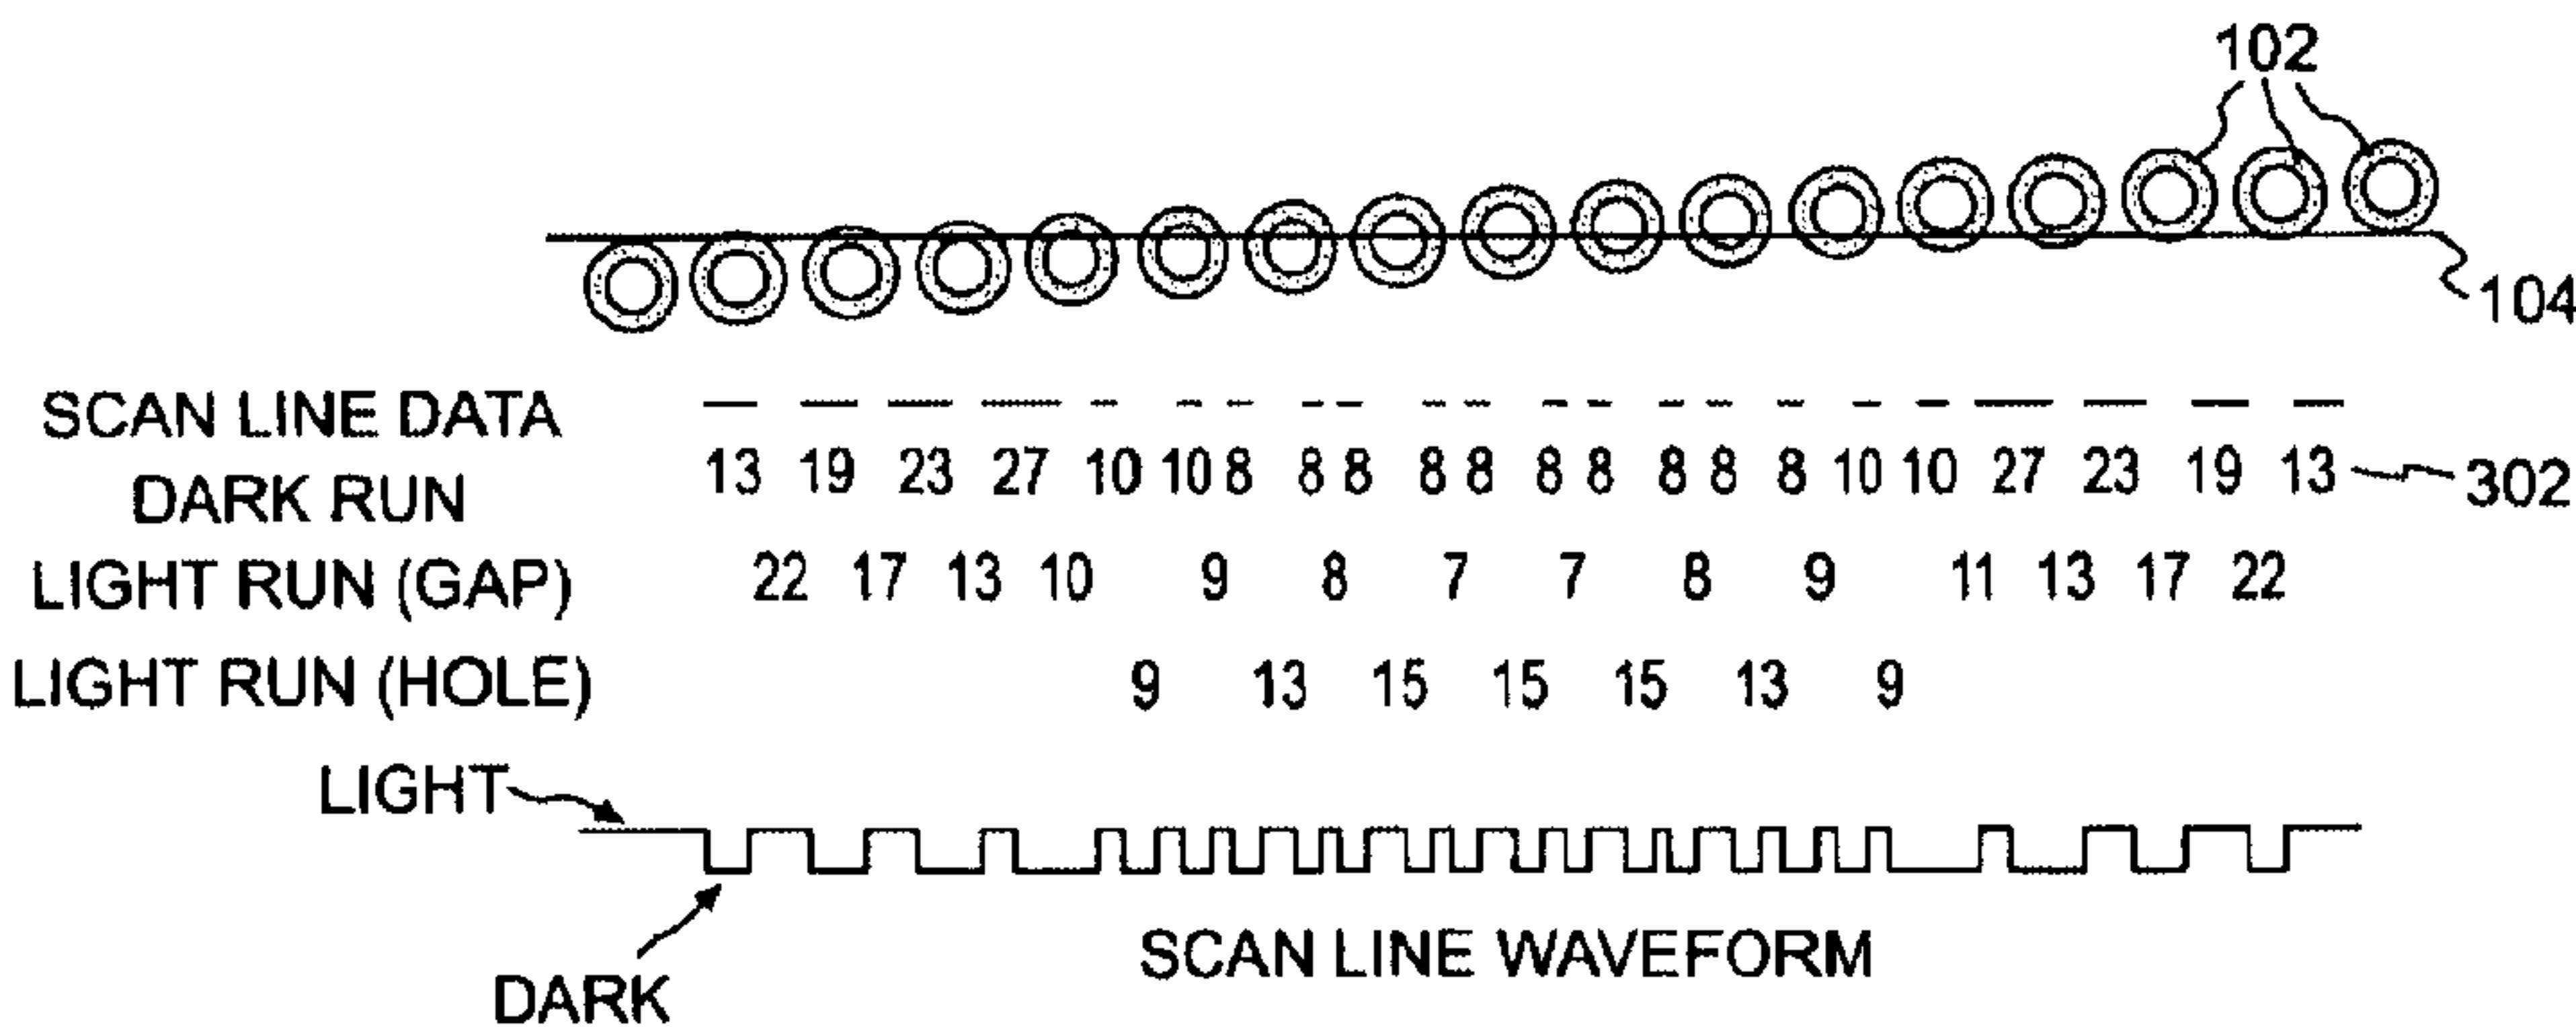 102
104
SCAN LINE DATA
DARK RUN 13 19 23 27 10 10 8 8 8 8 8 8 8 8 8 8 10 10 27 23 19 13 302
LIGHT RUN (GAP) 22 17 13 10 9 8 7 7 8 9 11 13 17 22
LIGHT RUN (HOLE) 9 13 15 15 15 13 9
LIGHT
DARK
SCAN LINE WAVEFORM